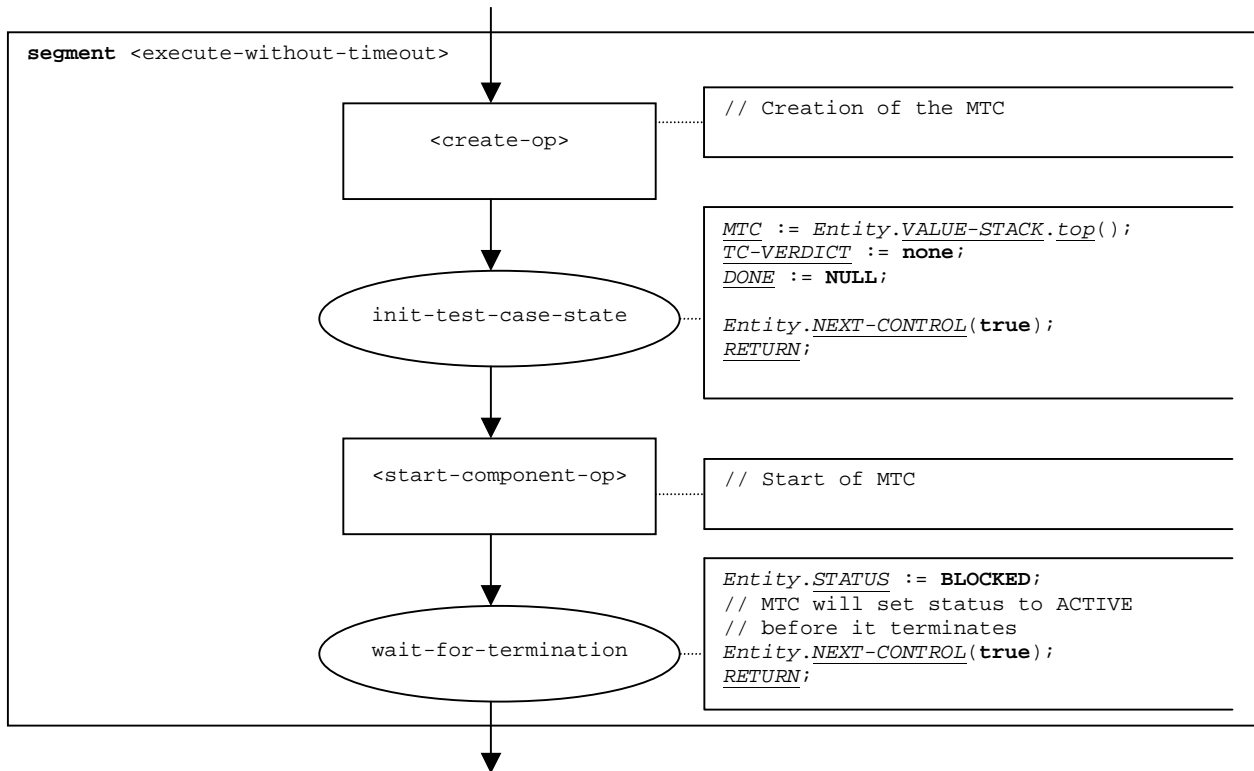 segment <execute-without-timeout>
<create-op>
// Creation of the MTC
init-test-case-state
MTC := Entity.VALUE-STACK.top();
TC-VERDICT := none;
DONE := NULL;
Entity.NEXT-CONTROL(true);
RETURN;
<start-component-op>
// Start of MTC
wait-for-termination
Entity.STATUS := BLOCKED;
// MTC will set status to ACTIVE
// before it terminates
Entity.NEXT-CONTROL(true);
RETURN;